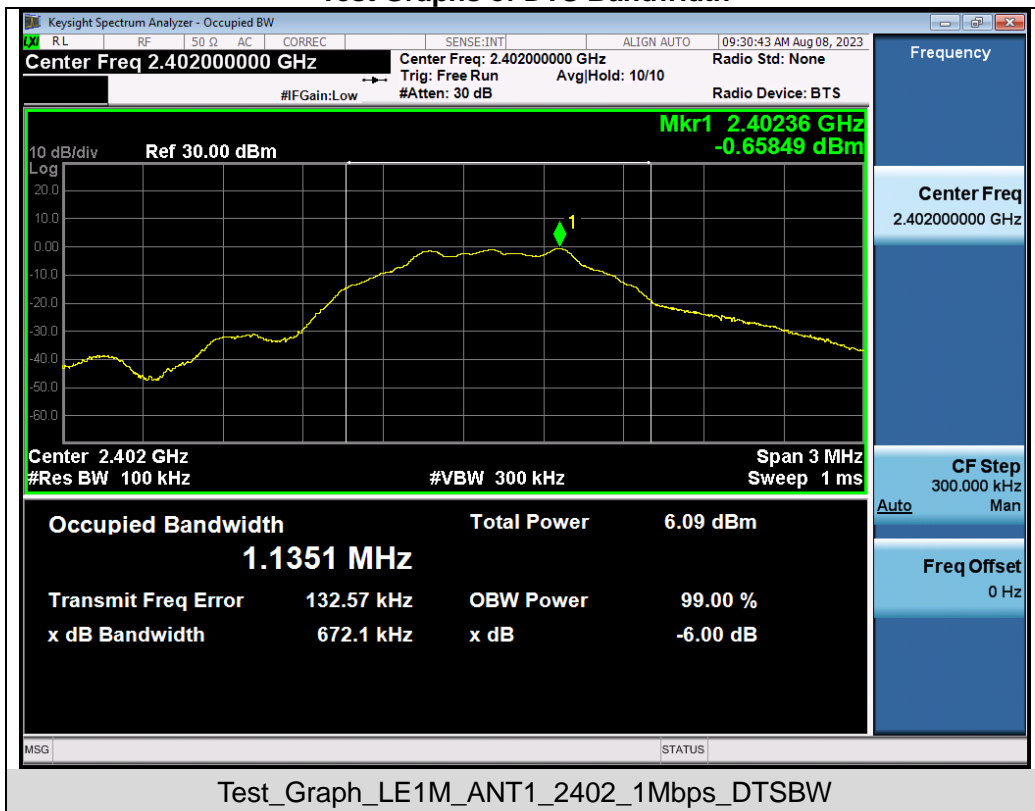 Test Graphs of DTS Bandwidth
Keysight Spectrum Analyzer - Occupied BW
LXI RL RF 50 Ω AC CORREC SENSE:INT ALIGN AUTO 09:30:43 AM Aug 08, 2023
Center Freq 2.402000000 GHz
Center Freq: 2.402000000 GHz Radio Std: None
Trig: Free Run Avg|Hold: 10/10
#IFGain:Low #Atten: 30 dB Radio Device: BTS
Mkr1 2.40236 GHz
-0.65849 dBm
10 dB/div Ref 30.00 dBm
Log
20.0
10.0
0.00
-10.0
-20.0
-30.0
-40.0
-50.0
-60.0
1
Center 2.402 GHz Span 3 MHz
#Res BW 100 kHz #VBW 300 kHz Sweep 1 ms
Occupied Bandwidth Total Power 6.09 dBm
1.1351 MHz
Transmit Freq Error 132.57 kHz OBW Power 99.00 %
x dB Bandwidth 672.1 kHz x dB -6.00 dB
Frequency
Center Freq
2.402000000 GHz
CF Step
300.000 kHz
Auto Man
Freq Offset
0 Hz
MSG STATUS
Test_Graph_LE1M_ANT1_2402_1Mbps_DTSBW